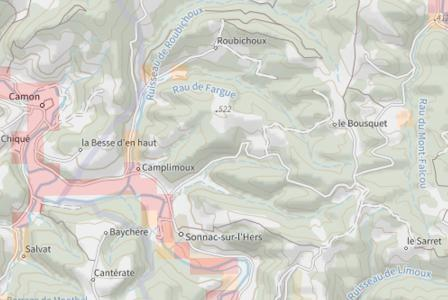 Roubichoux
Ruisseau de Roubichoux
Rau de Fargue
Camon
522
le Bousquet
Chiqué
la Besse d'en haut
Rau du Mont-Falcou
Camplimoux
Baychère
Sonnac-sur-l'Hers
le Sarret
Salvat
Cantérate
Ruisseau de Limoux